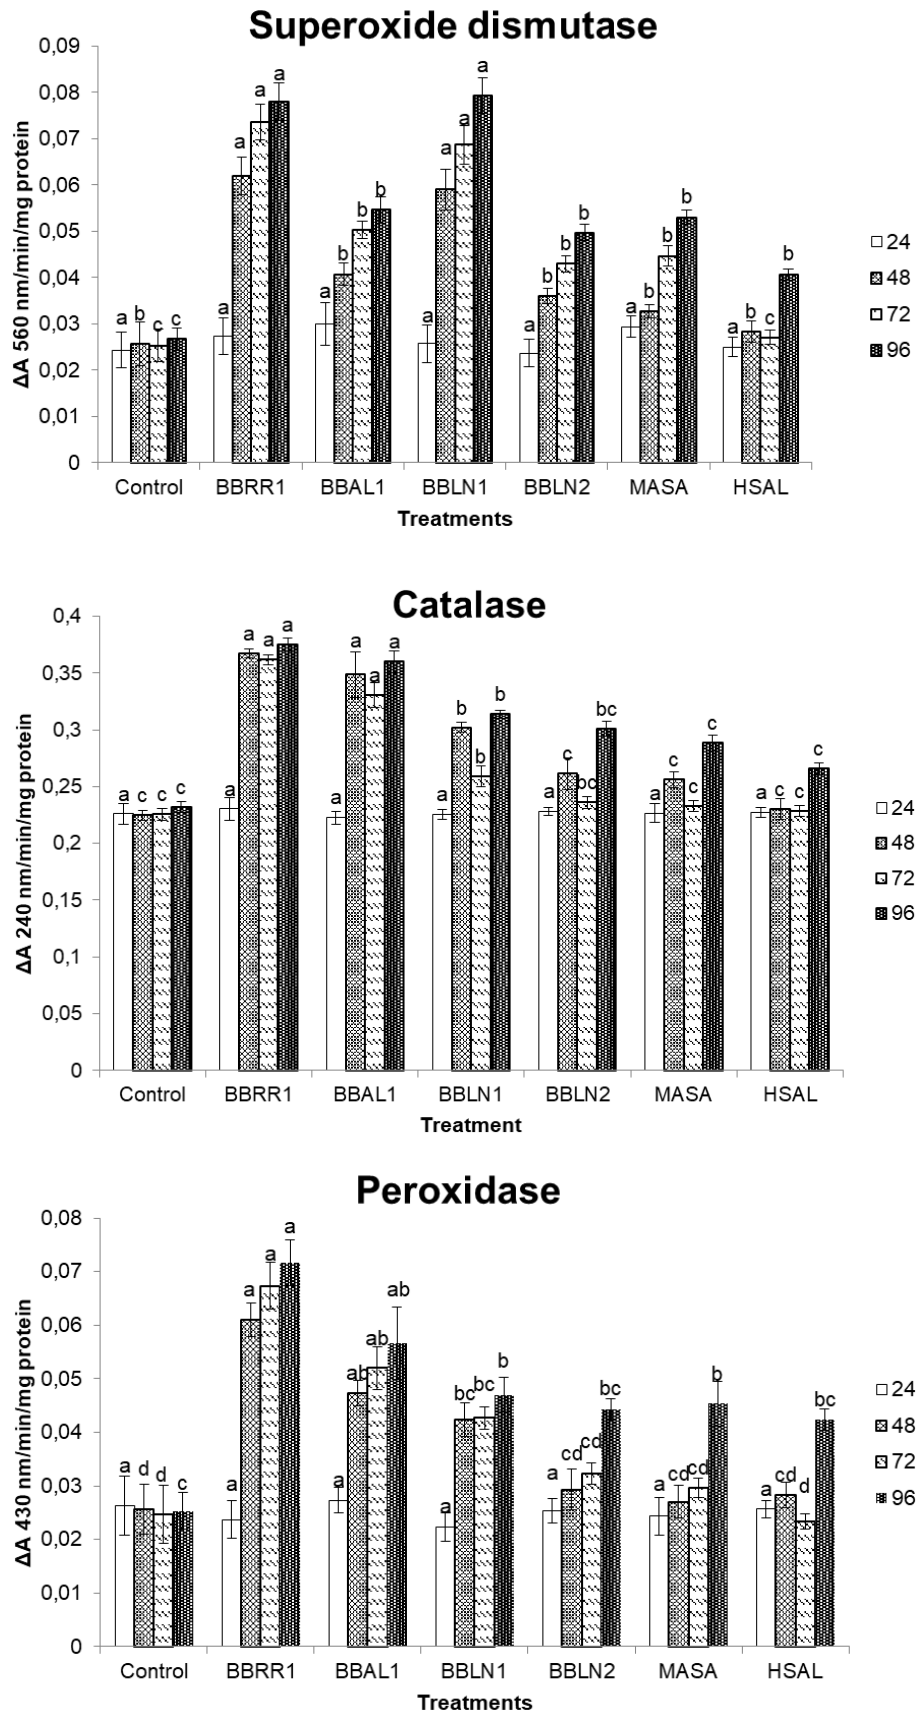 Superoxide dismutase
0,09
0,08
0,07
0,06
0,05
0,04
0,03
0,02
0,01
0
ΔA 560 nm/min/mg protein
a b c c
a a a a
a b b b
a a a a
a b b b
a b b b
a b c b
24
48
72
96
Control BBRR1 BBAL1 BBLN1 BBLN2 MASA HSAL
Treatments
Catalase
0,4
0,35
0,3
0,25
0,2
0,15
0,1
0,05
0
ΔA 240 nm/min/mg protein
a c c c
a a a a
a a a a
a b b b
a c bc bc
a c c c
a c c c
24
48
72
96
Control BBRR1 BBAL1 BBLN1 BBLN2 MASA HSAL
Treatment
Peroxidase
0,08
0,07
0,06
0,05
0,04
0,03
0,02
0,01
0
ΔA 430 nm/min/mg protein
a d d c
a a a a
a ab ab ab
a bc bc b
a cd cd bc
a cd cd b
a cd d bc
24
48
72
96
Control BBRR1 BBAL1 BBLN1 BBLN2 MASA HSAL
Treatments